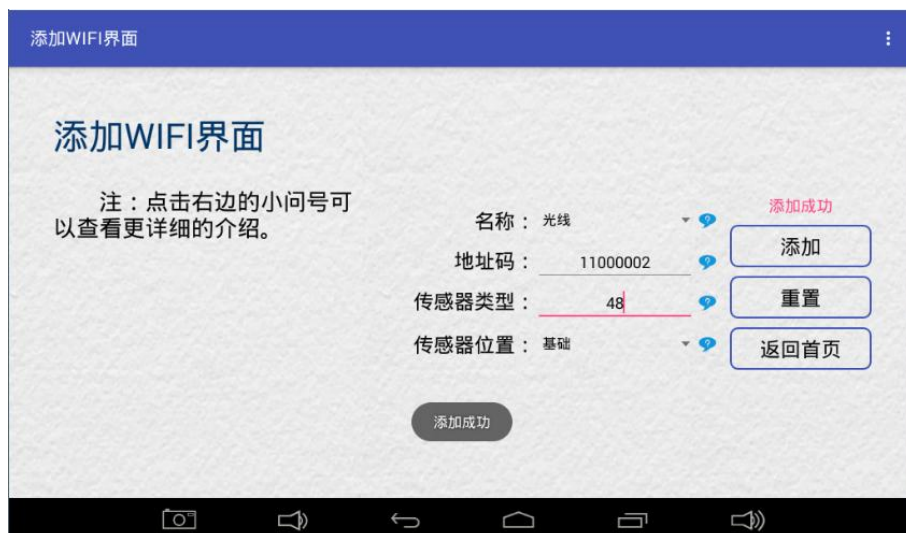 添加WIFI界面
添加WIFI界面
注：点击右边的小问号可
以查看更详细的介绍。
添加成功
名称： 光线
添加
地址码： 11000002
传感器类型： 48
重置
传感器位置： 基础
返回首页
添加成功